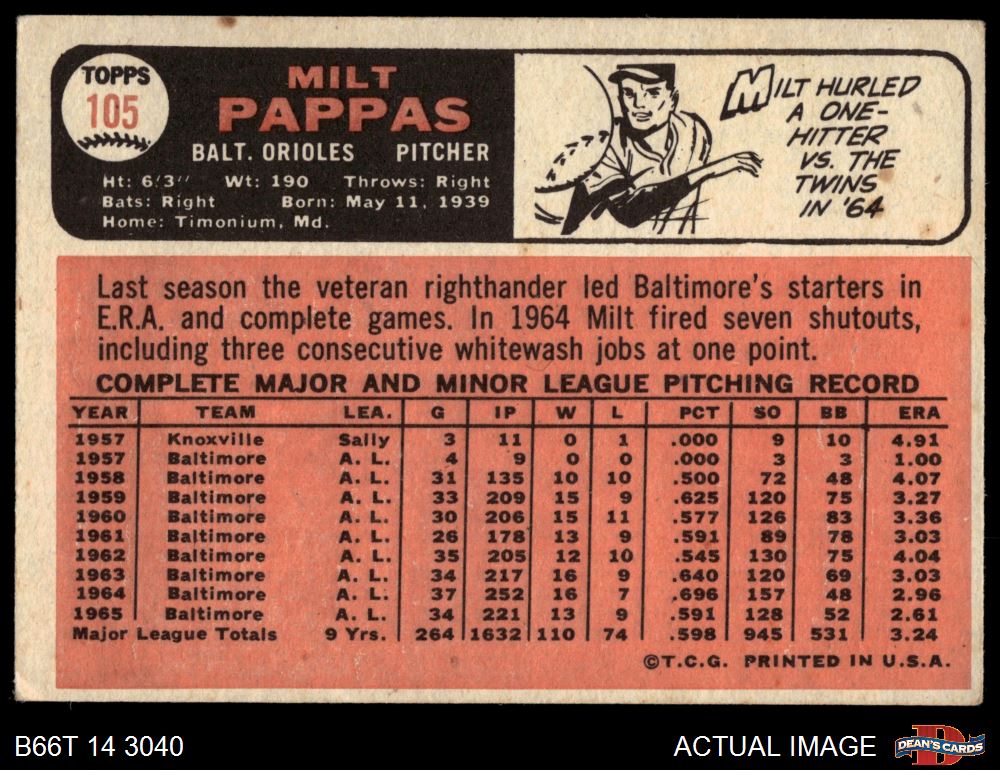 TOPPS
105
MILT
PAPPAS
BALT. ORIOLES PITCHER
Ht: 6'3" Wt: 190 Throws: Right
Bats: Right Born: May 11, 1939
Home: Timonium, Md.
MILT HURLED
A ONE-
HITTER
VS. THE
TWINS
IN '64
Last season the veteran righthander led Baltimore's starters in
E.R.A. and complete games. In 1964 Milt fired seven shutouts,
including three consecutive whitewash jobs at one point.
COMPLETE MAJOR AND MINOR LEAGUE PITCHING RECORD
YEAR TEAM LEA. G IP W L PCT SO BB ERA
1957 Knoxville Sally 3 11 0 1 .000 9 10 4.91
1957 Baltimore A. L. 4 9 0 0 .000 3 3 1.00
1958 Baltimore A. L. 31 135 10 10 .500 72 48 4.07
1959 Baltimore A. L. 33 209 15 9 .625 120 75 3.27
1960 Baltimore A. L. 30 206 15 11 .577 126 83 3.36
1961 Baltimore A. L. 26 178 13 9 .591 89 78 3.03
1962 Baltimore A. L. 35 205 12 10 .545 130 75 4.04
1963 Baltimore A. L. 34 217 16 9 .640 120 69 3.03
1964 Baltimore A. L. 37 252 16 7 .696 157 48 2.96
1965 Baltimore A. L. 34 221 13 9 .591 128 52 2.61
Major League Totals 9 Yrs. 264 1632 110 74 .598 945 531 3.24
©T.C.G. PRINTED IN U.S.A.
B66T 14 3040
ACTUAL IMAGE
DEAN'S CARDS